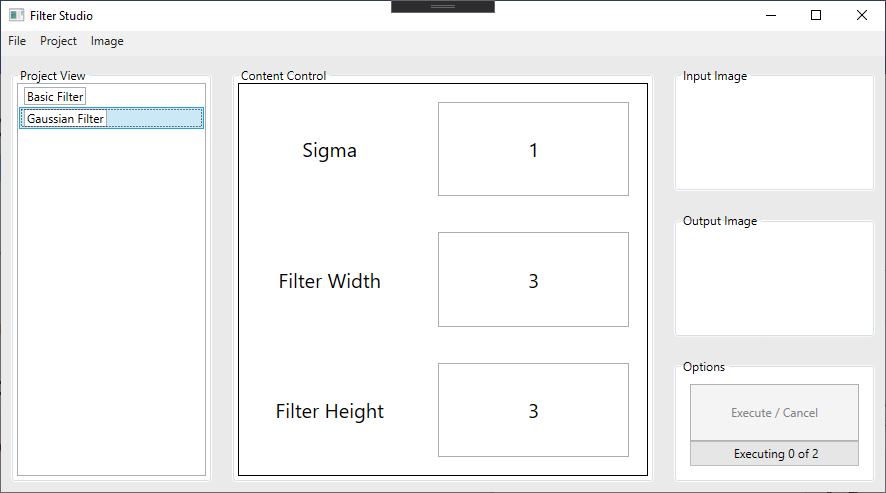 Filter Studio
File Project Image
Project View
Basic Filter
Gaussian Filter
Content Control
Sigma
1
Filter Width
3
Filter Height
3
Input Image
Output Image
Options
Execute / Cancel
Executing 0 of 2